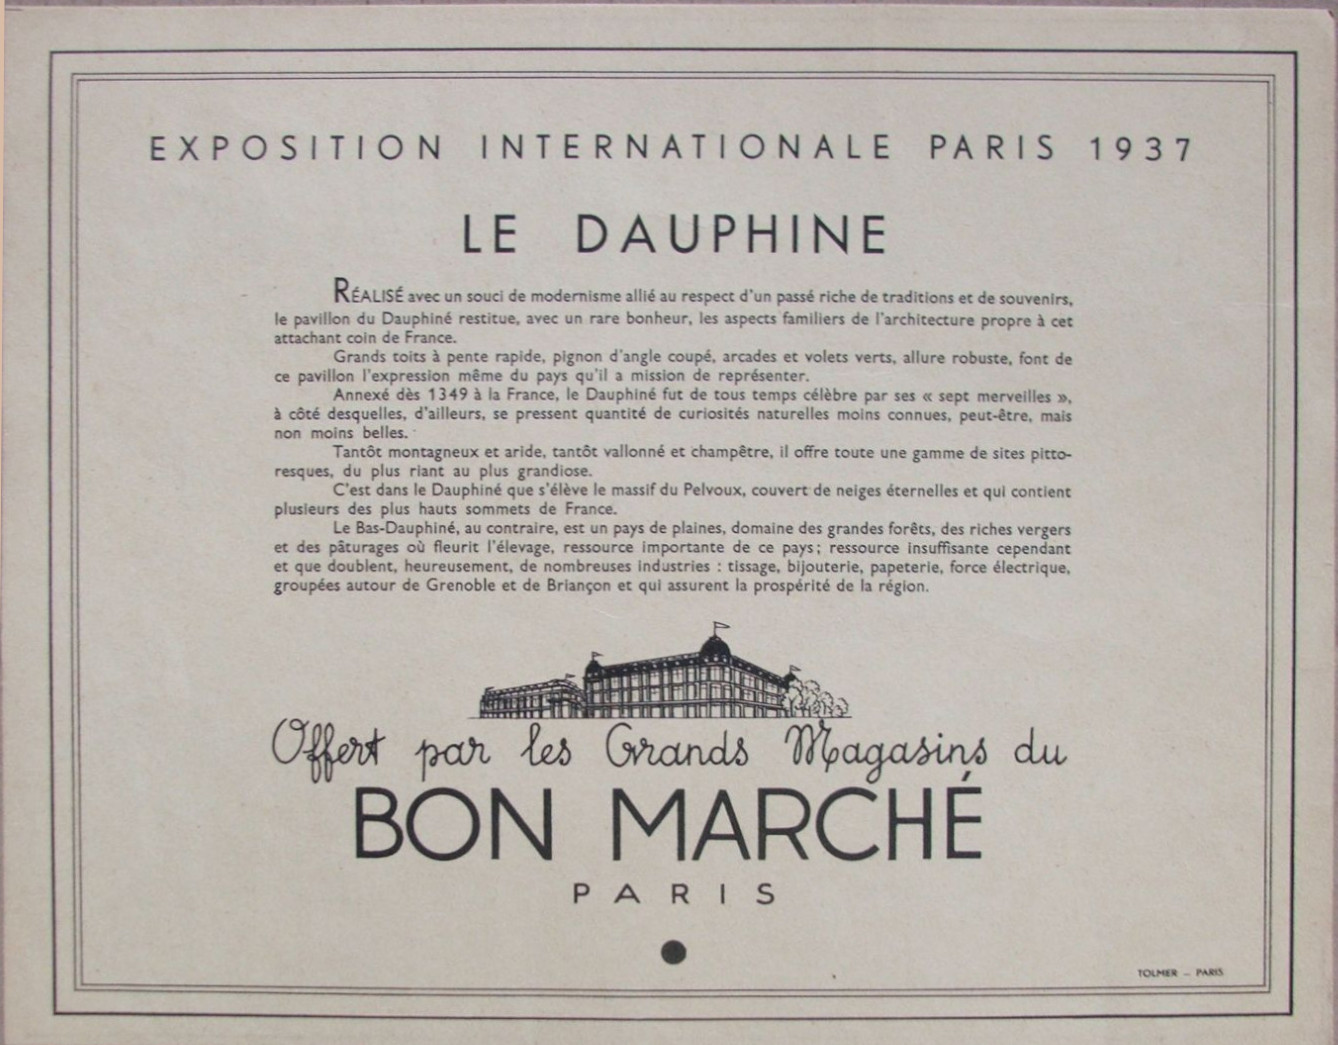 EXPOSITION INTERNATIONALE PARIS 1937
LE DAUPHINE
RÉALISÉ avec un souci de modernisme allié au respect d'un passé riche de traditions et de souvenirs,
le pavillon du Dauphiné restitue, avec un rare bonheur, les aspects familiers de l'architecture propre à cet
attachant coin de France.
Grands toits à pente rapide, pignon d'angle coupé, arcades et volets verts, allure robuste, font de
ce pavillon l'expression même du pays qu'il a mission de représenter.
Annexé dès 1349 à la France, le Dauphiné fut de tous temps célèbre par ses « sept merveilles »,
à côté desquelles, d'ailleurs, se pressent quantité de curiosités naturelles moins connues, peut-être, mais
non moins belles.
Tantôt montagneux et aride, tantôt vallonné et champêtre, il offre toute une gamme de sites pitto-
resques, du plus riant au plus grandiose.
C'est dans le Dauphiné que s'élève le massif du Pelvoux, couvert de neiges éternelles et qui contient
plusieurs des plus hauts sommets de France.
Le Bas-Dauphiné, au contraire, est un pays de plaines, domaine des grandes forêts, des riches vergers
et des pâturages où fleurit l'élevage, ressource importante de ce pays; ressource insuffisante cependant
et que doublent, heureusement, de nombreuses industries : tissage, bijouterie, papeterie, force électrique,
groupées autour de Grenoble et de Briançon et qui assurent la prospérité de la région.
Offert par les Grands Magasins du
BON MARCHÉ
PARIS
TOLMER - PARIS